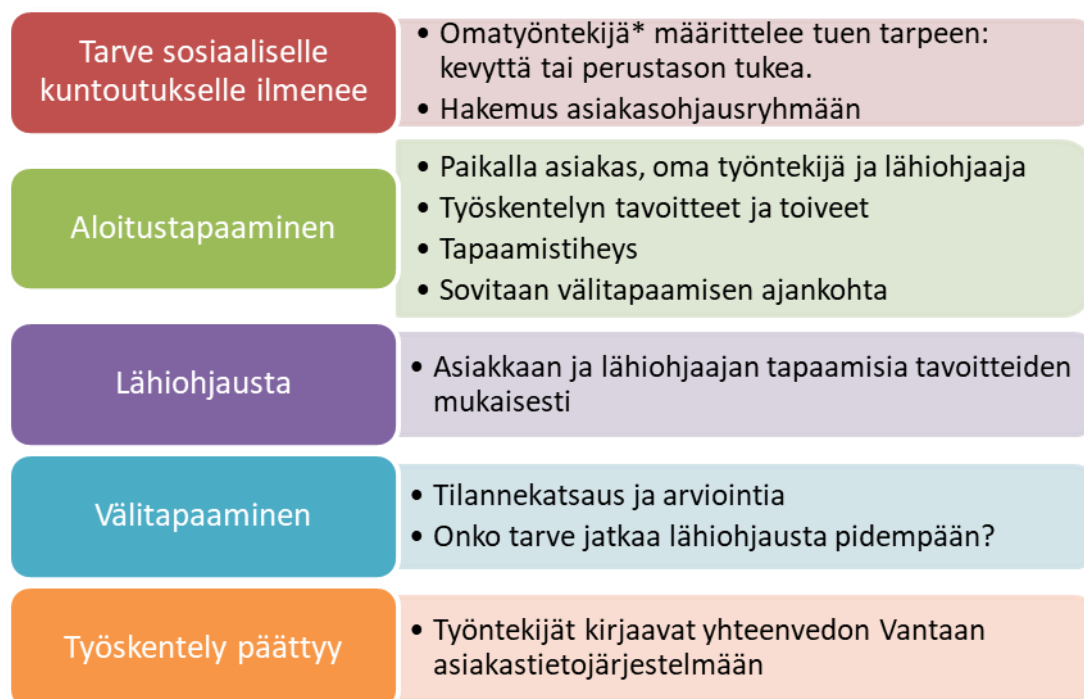 Tarve sosiaaliselle
kuntoutukselle ilmenee
• Omatyöntekijä* määrittelee tuen tarpeen:
kevyttä tai perustason tukea.
• Hakemus asiakasohjausryhmään
Aloitustapaaminen
• Paikalla asiakas, oma työntekijä ja lähiohjaaja
• Työskentelyn tavoitteet ja toiveet
• Tapaamistiheys
• Sovitaan välitapaamisen ajankohta
Lähiohjausta
• Asiakkaan ja lähiohjaajan tapaamisia tavoitteiden
mukaisesti
Välitapaaminen
• Tilannekatsaus ja arviointia
• Onko tarve jatkaa lähiohjausta pidempään?
Työskentely päättyy
• Työntekijät kirjaavat yhteenvedon Vantaan
asiakastietojärjestelmään